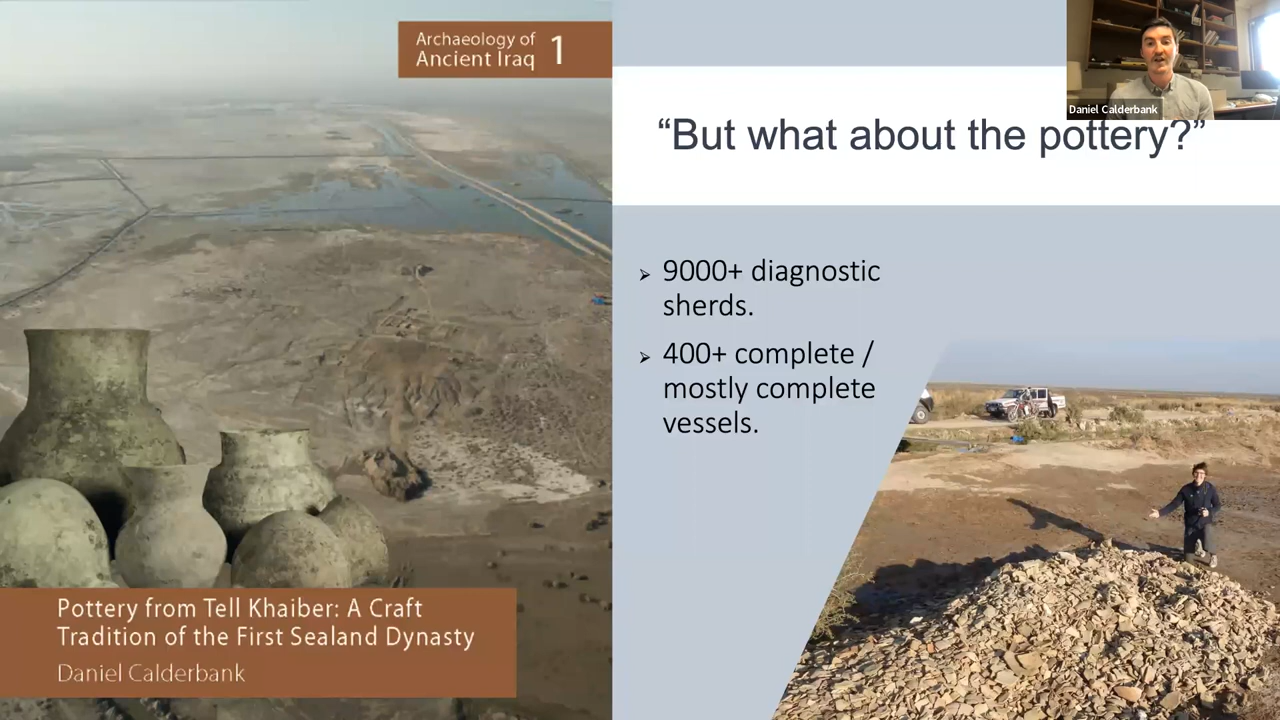 Archaeology of
Ancient Iraq 1
Daniel Calderbank
“But what about the pottery?”
➢ 9000+ diagnostic
sherds.
➢ 400+ complete /
mostly complete
vessels.
Pottery from Tell Khaiber: A Craft
Tradition of the First Sealand Dynasty
Daniel Calderbank